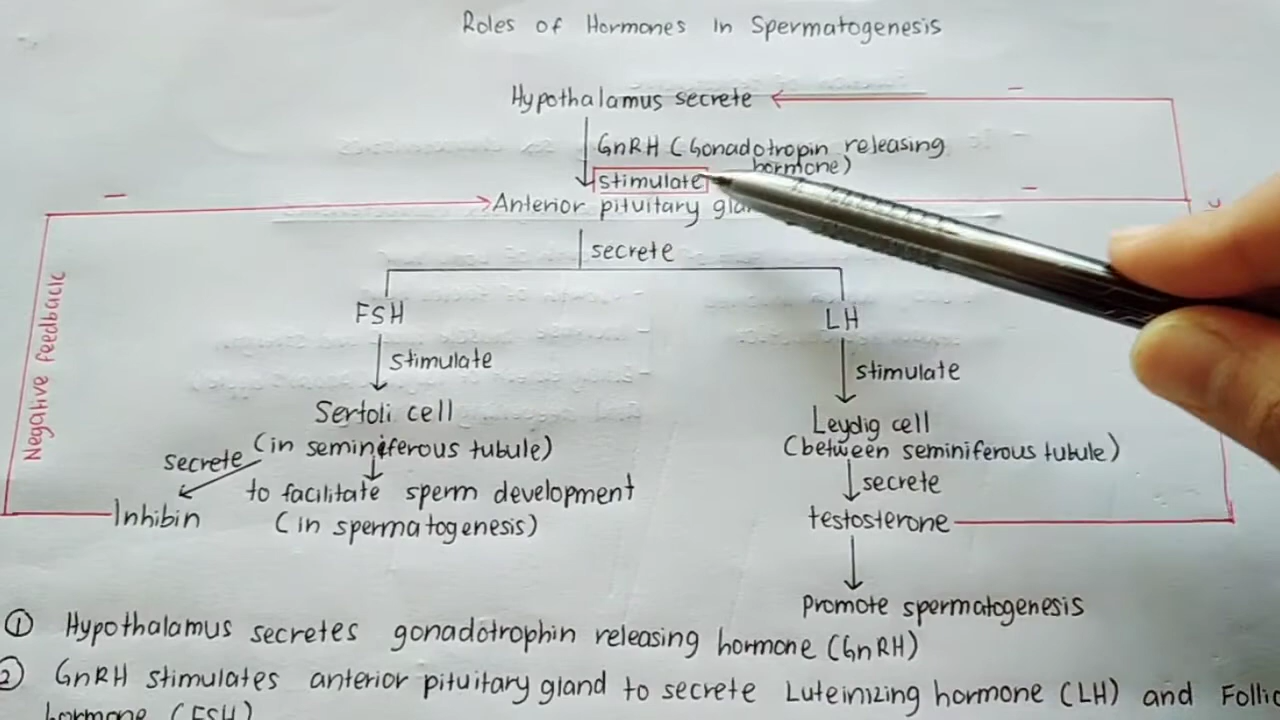 Roles of Hormones In Spermatogenesis
Hypothalamus secrete
GnRH (Gonadotropin releasing
hormone)
stimulate
Anterior pituitary
secrete
FSH
LH
stimulate
stimulate
Sertoli cell
Leydig cell
(in seminiferous tubule)
(between seminiferous tubule)
secrete
secrete
to facilitate sperm development
Inhibin
(in spermatogenesis)
testosterone
Promote spermatogenesis
Negative feedback
① Hypothalamus secretes gonadotrophin releasing hormone (GnRH)
② GnRH stimulates anterior pituitary gland to secrete Luteinizing hormone (LH) and
hormone (FSH)